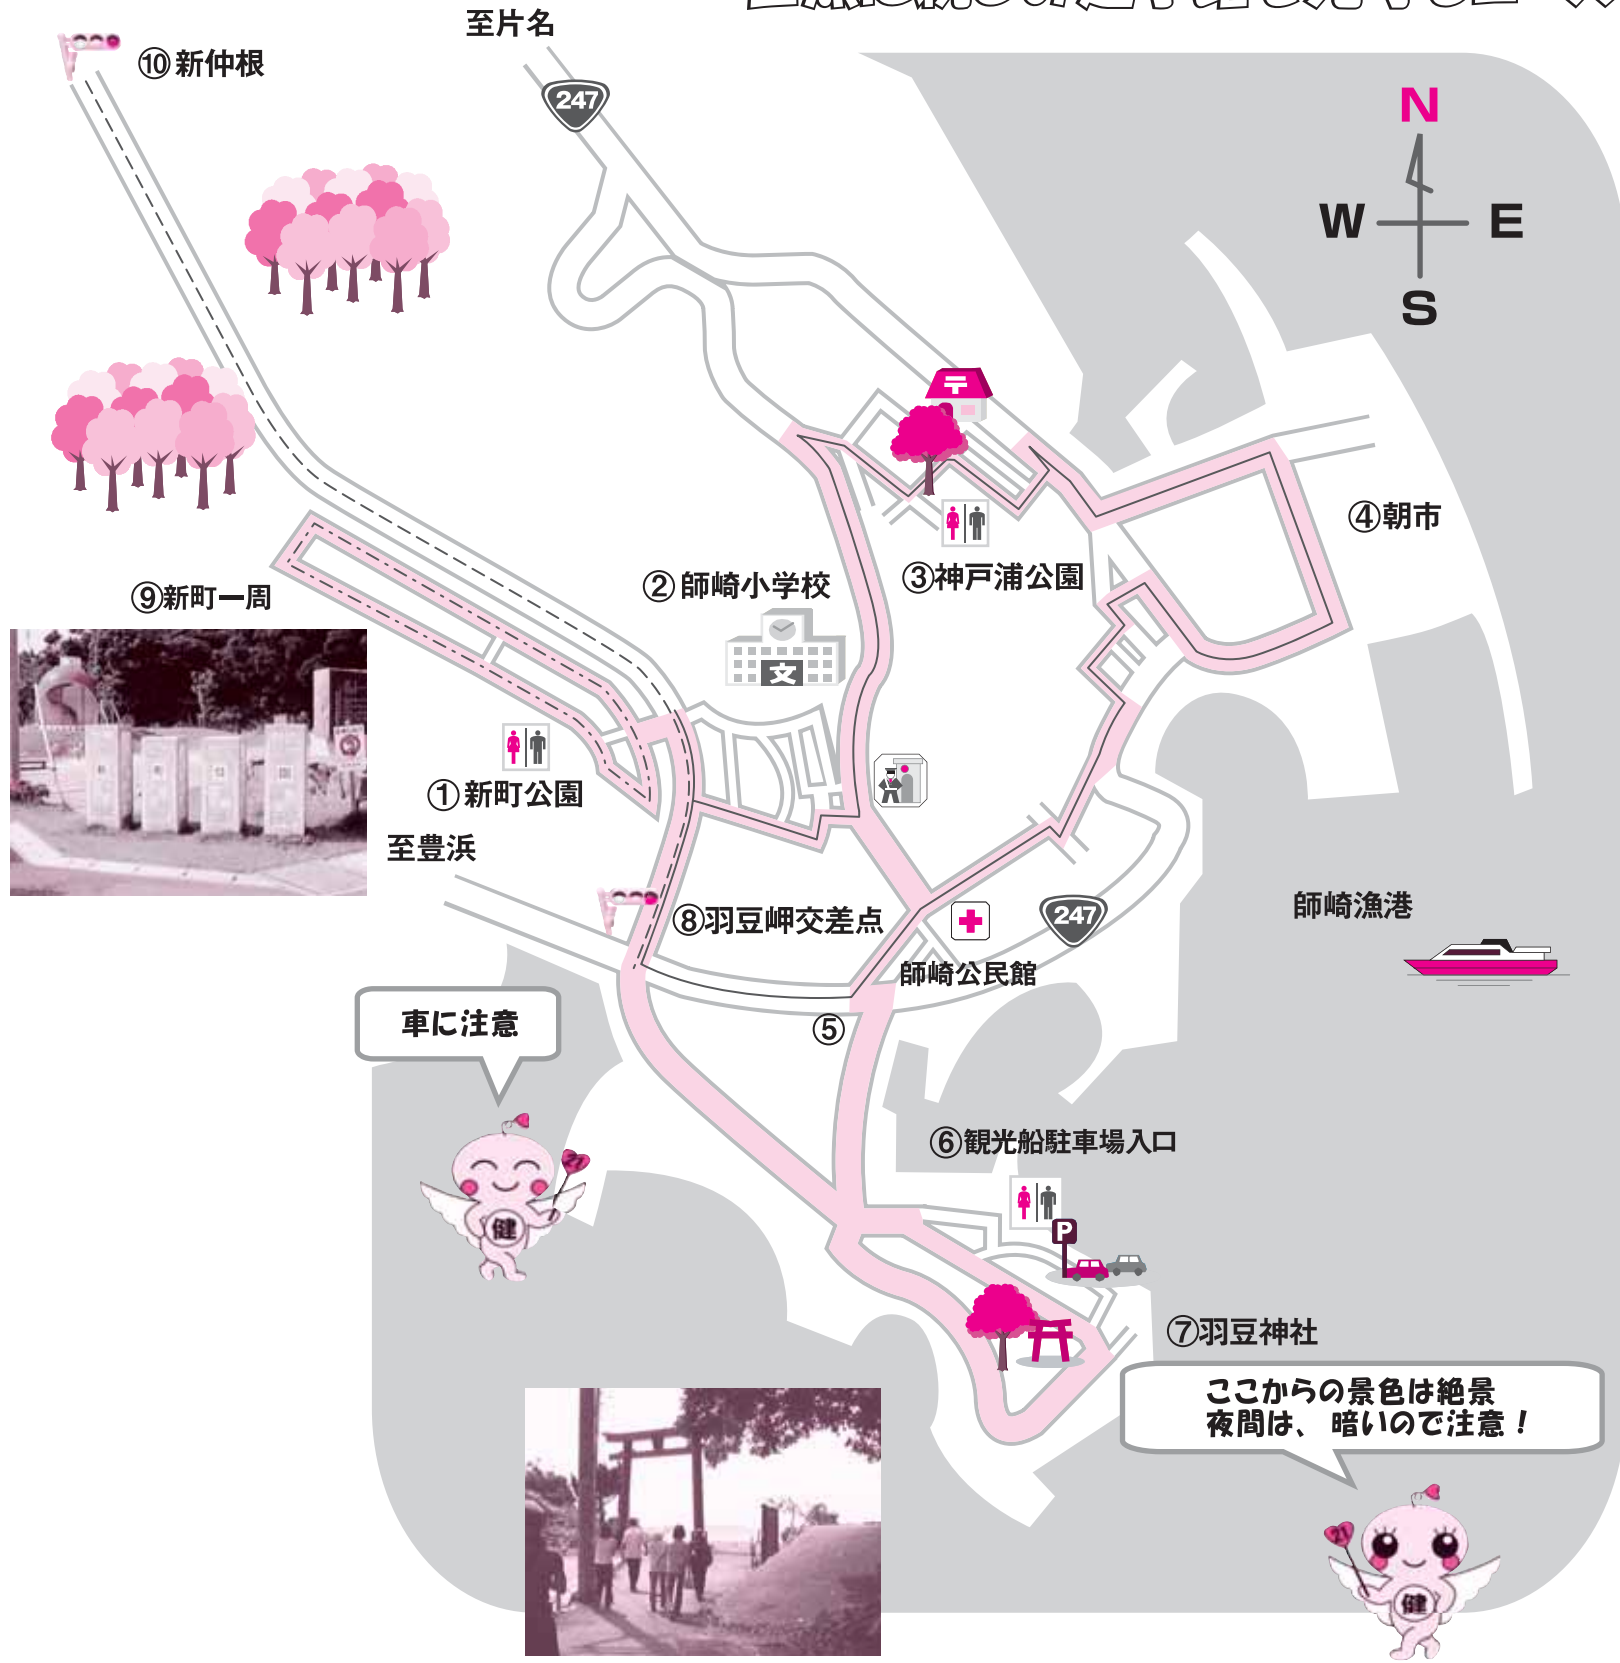 至片名
⑩新仲根
247
N
W E
S
〒
④朝市
③神戸浦公園
②師崎小学校
文
⑨新町一周
①新町公園
至豊浜
⑧羽豆岬交差点
247
師崎漁港
師崎公民館
車に注意
⑤
⑥観光船駐車場入口
健
P
⑦羽豆神社
ここからの景色は絶景
夜間は、暗いので注意！
21
健